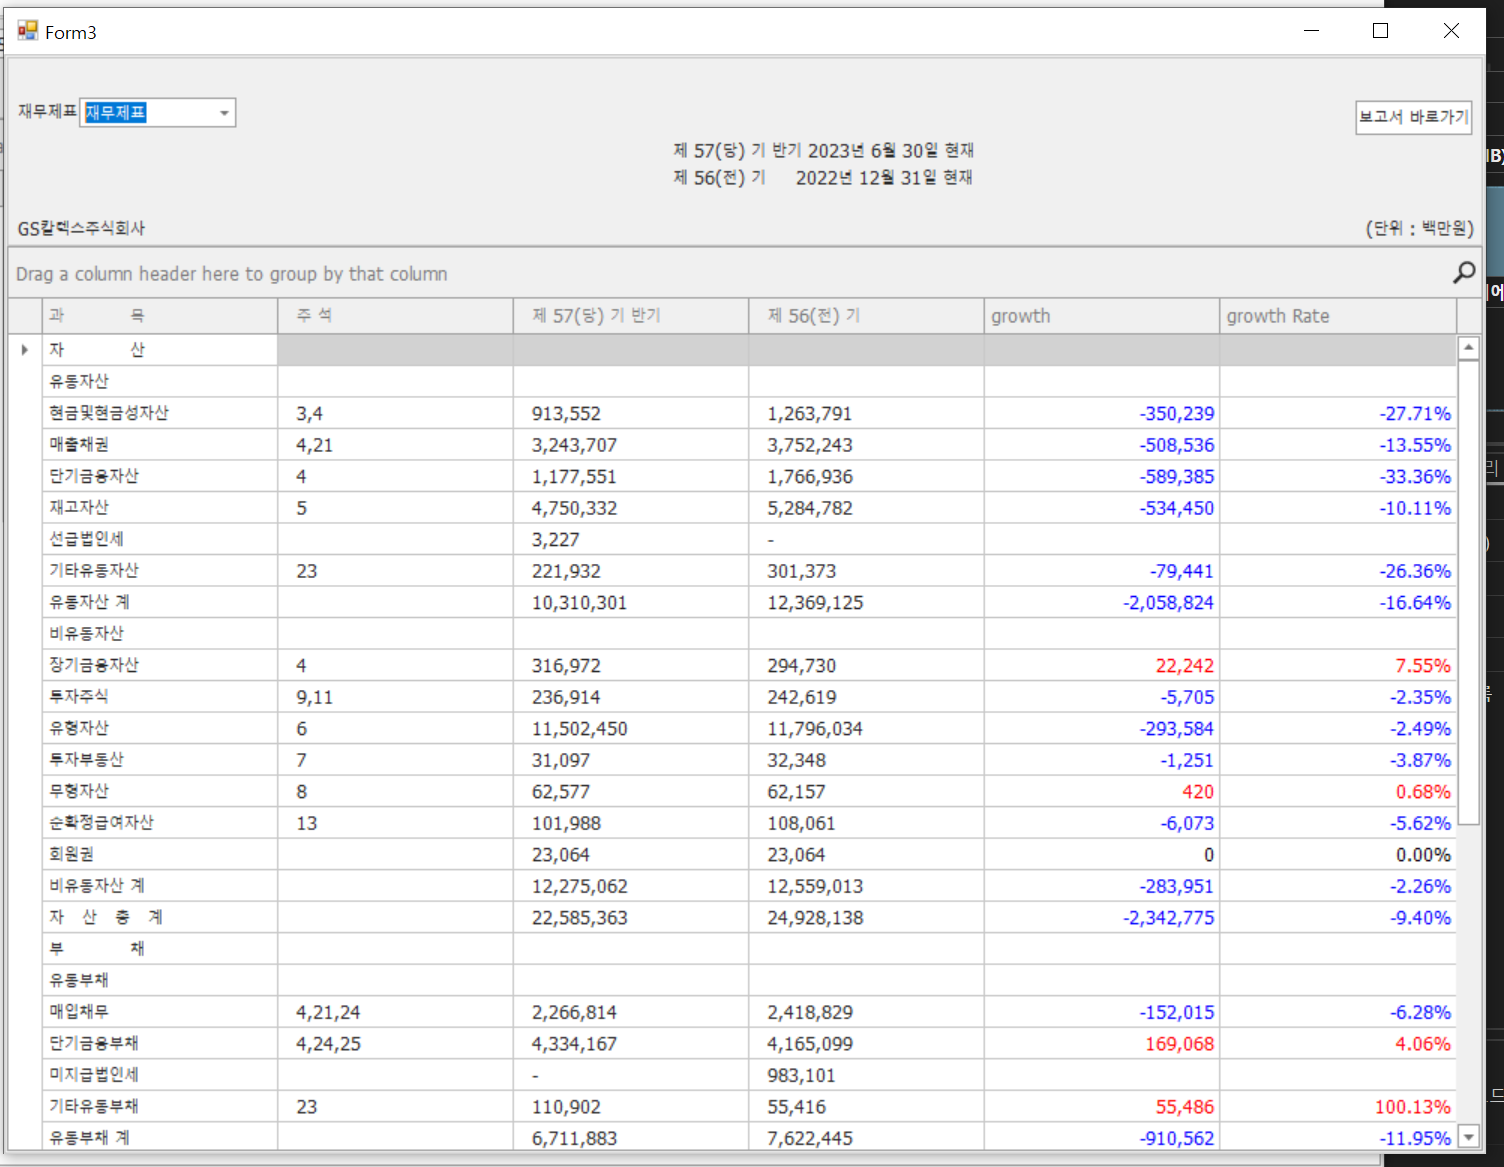 Form3
재무제표 재무제표
보고서 바로가기
제 57(당) 기 반기 2023년 6월 30일 현재
제 56(전) 기 2022년 12월 31일 현재
GS칼텍스주식회사 (단위 : 백만원)
Drag a column header here to group by that column
과 목 주 석 제 57(당) 기 반기 제 56(전) 기 growth growth Rate
자 산
유동자산
현금및현금성자산 3,4 913,552 1,263,791 -350,239 -27.71%
매출채권 4,21 3,243,707 3,752,243 -508,536 -13.55%
단기금융자산 4 1,177,551 1,766,936 -589,385 -33.36%
재고자산 5 4,750,332 5,284,782 -534,450 -10.11%
선급법인세 3,227 -
기타유동자산 23 221,932 301,373 -79,441 -26.36%
유동자산 계 10,310,301 12,369,125 -2,058,824 -16.64%
비유동자산
장기금융자산 4 316,972 294,730 22,242 7.55%
투자주식 9,11 236,914 242,619 -5,705 -2.35%
유형자산 6 11,502,450 11,796,034 -293,584 -2.49%
투자부동산 7 31,097 32,348 -1,251 -3.87%
무형자산 8 62,577 62,157 420 0.68%
순확정급여자산 13 101,988 108,061 -6,073 -5.62%
회원권 23,064 23,064 0 0.00%
비유동자산 계 12,275,062 12,559,013 -283,951 -2.26%
자 산 총 계 22,585,363 24,928,138 -2,342,775 -9.40%
부 채
유동부채
매입채무 4,21,24 2,266,814 2,418,829 -152,015 -6.28%
단기금융부채 4,24,25 4,334,167 4,165,099 169,068 4.06%
미지급법인세 - 983,101
기타유동부채 23 110,902 55,416 55,486 100.13%
유동부채 계 6,711,883 7,622,445 -910,562 -11.95%